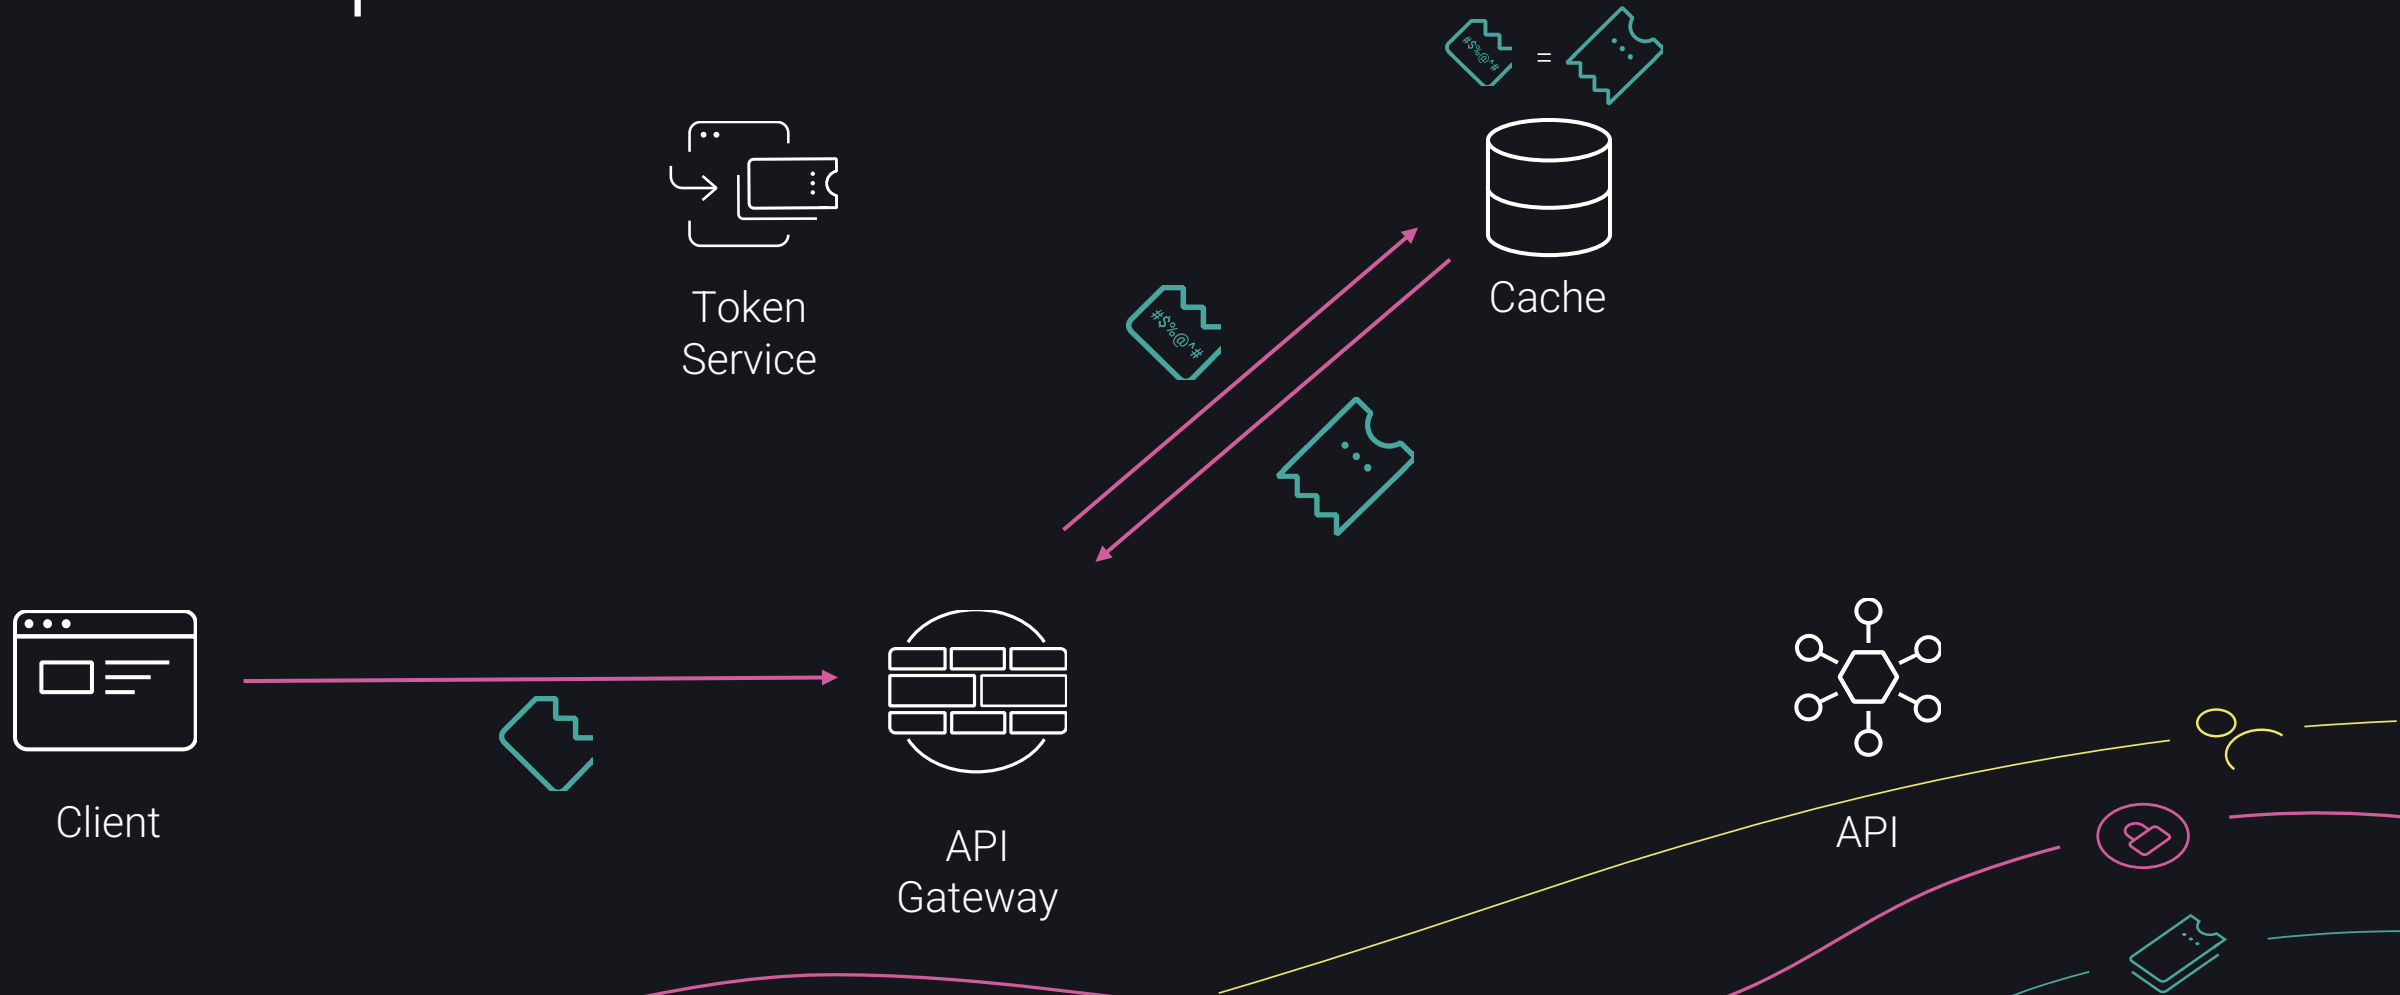 #$%@^#
=
Token
Service
Cache
#$%@^#
Client
API
Gateway
API